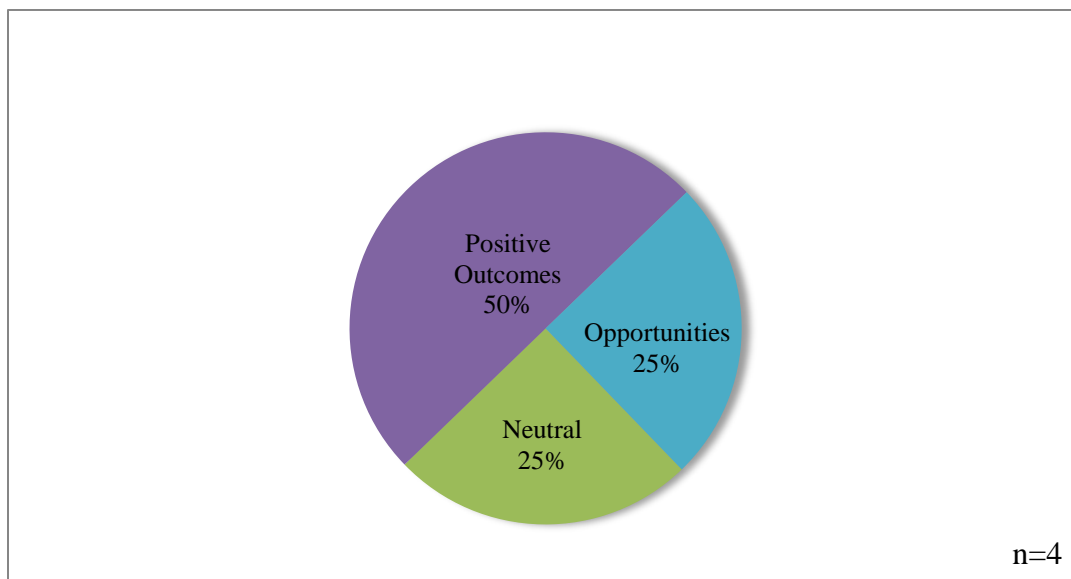 Positive
Outcomes
50%
Opportunities
25%
Neutral
25%
n=4